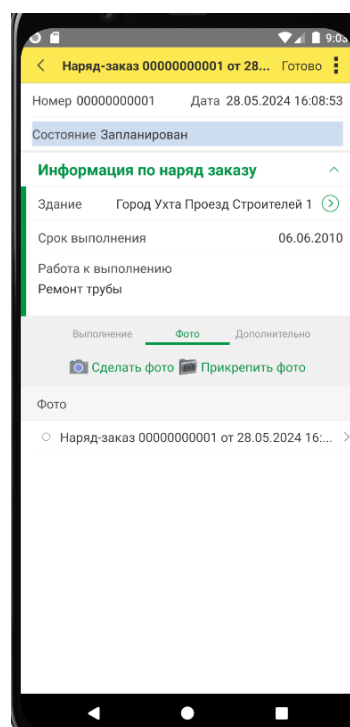 9:03
Наряд-заказ 00000000001 от 28... Готово
Номер 00000000001 Дата 28.05.2024 16:08:53
Состояние Запланирован
Информация по наряд заказу
Здание Город Ухта Проезд Строителей 1
Срок выполнения 06.06.2010
Работа к выполнению
Ремонт трубы
Выполнение Фото Дополнительно
Сделать фото Прикрепить фото
Фото
Наряд-заказ 00000000001 от 28.05.2024 16:...